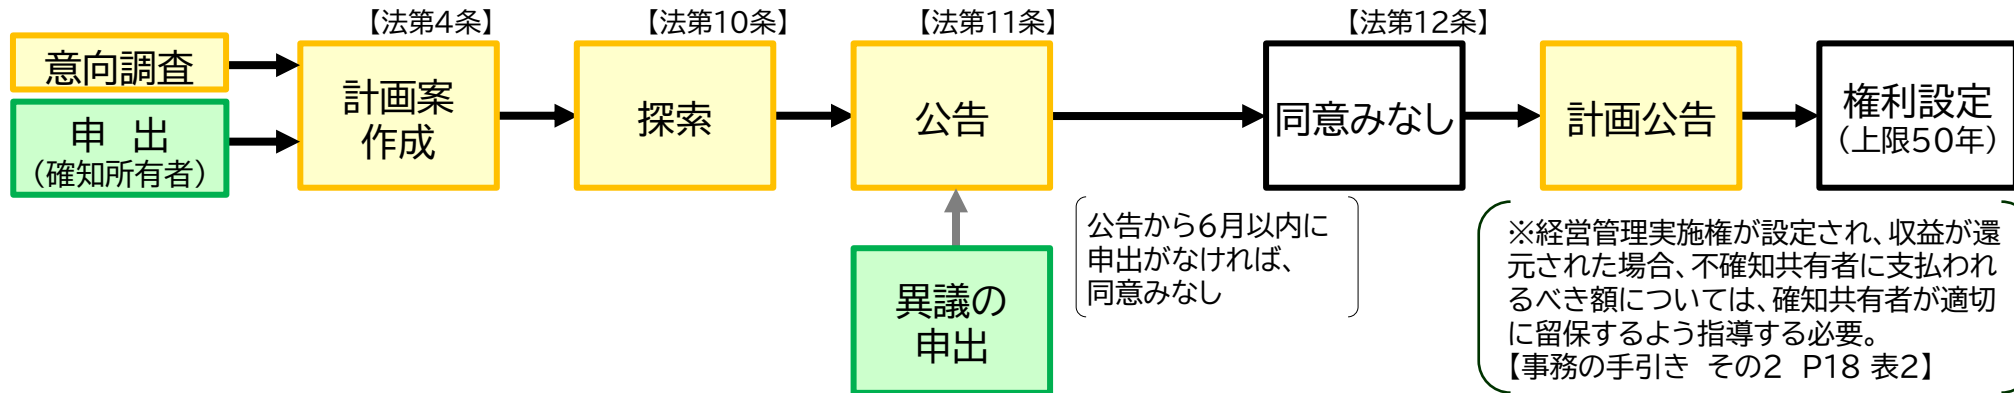 【法第4条】
【法第10条】
【法第11条】
【法第12条】
意向調査
申 出
（確知所有者）
計画案
作成
探索
公告
同意みなし
計画公告
権利設定
（上限50年）
異議の
申出
公告から6月以内に
申出がなければ、
同意みなし
※経営管理実施権が設定され、収益が還
元された場合、不確知共有者に支払われ
るべき額については、確知共有者が適切
に留保するよう指導する必要。
【事務の手引き その2 P18 表2】